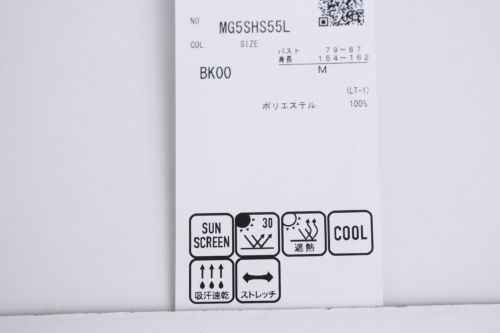 NO. MG5SHS55L
COL. SIZE バスト 79～87
身長 154～162
BK00 M
(LT-1)
ポリエステル 100%
SUN SCREEN
30
遮熱
COOL
吸汗速乾
ストレッチ